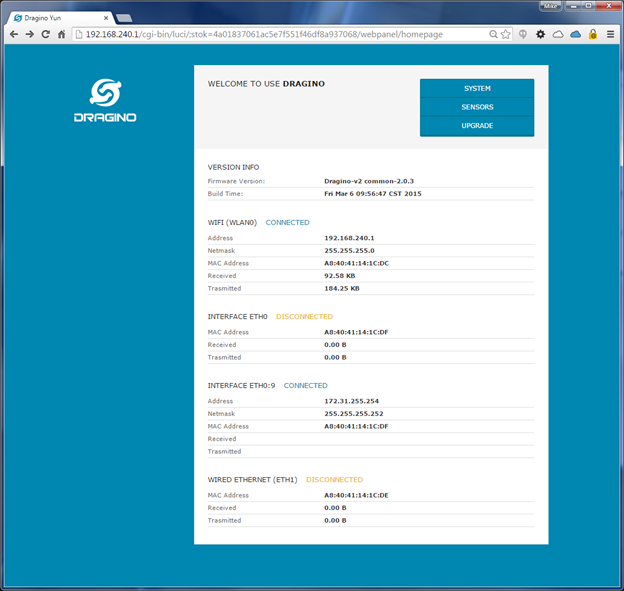 Mike
Dragino Yun
192.168.240.1/cgi-bin/luci/;stok=4a01837061ac5e7f551f46df8a937068/webpanel/homepage
DRAGINO
WELCOME TO USE DRAGINO
SYSTEM
SENSORS
UPGRADE
VERSION INFO
Firmware Version: Dragino-v2 common-2.0.3
Build Time: Fri Mar 6 09:56:47 CST 2015
WIFI (WLAN0) CONNECTED
Address 192.168.240.1
Netmask 255.255.255.0
MAC Address A8:40:41:14:1C:DC
Received 92.58 KB
Trasmitted 184.25 KB
INTERFACE ETH0 DISCONNECTED
MAC Address A8:40:41:14:1C:DF
Received 0.00 B
Trasmitted 0.00 B
INTERFACE ETH0:9 CONNECTED
Address 172.31.255.254
Netmask 255.255.255.252
MAC Address A8:40:41:14:1C:DF
Received
Trasmitted
WIRED ETHERNET (ETH1) DISCONNECTED
MAC Address A8:40:41:14:1C:DE
Received 0.00 B
Trasmitted 0.00 B